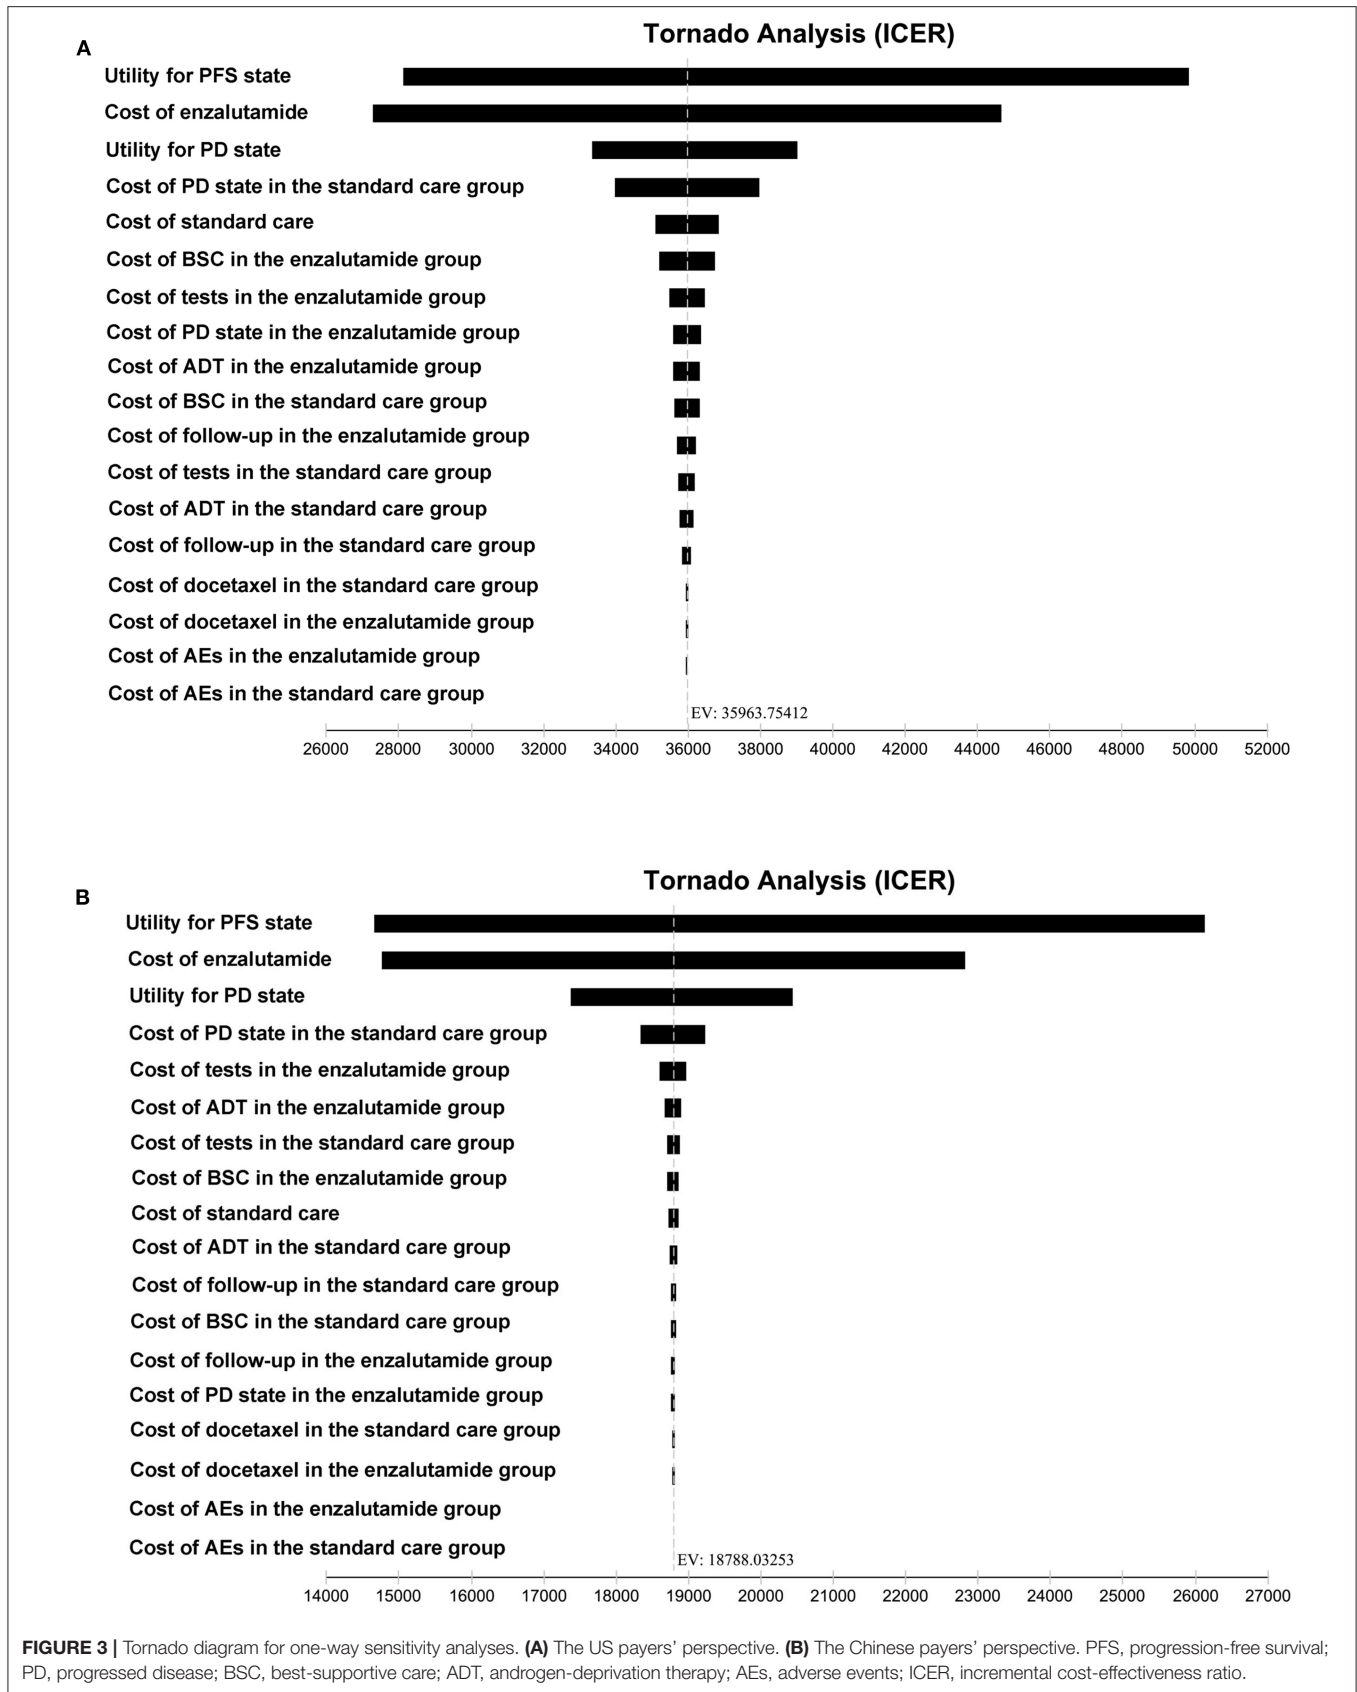 A
Tornado Analysis (ICER)
Utility for PFS state
Cost of enzalutamide
Utility for PD state
Cost of PD state in the standard care group
Cost of standard care
Cost of BSC in the enzalutamide group
Cost of tests in the enzalutamide group
Cost of PD state in the enzalutamide group
Cost of ADT in the enzalutamide group
Cost of BSC in the standard care group
Cost of follow-up in the enzalutamide group
Cost of tests in the standard care group
Cost of ADT in the standard care group
Cost of follow-up in the standard care group
Cost of docetaxel in the standard care group
Cost of docetaxel in the enzalutamide group
Cost of AEs in the enzalutamide group
Cost of AEs in the standard care group
EV: 35963.75412
26000 28000 30000 32000 34000 36000 38000 40000 42000 44000 46000 48000 50000 52000
B
Tornado Analysis (ICER)
Utility for PFS state
Cost of enzalutamide
Utility for PD state
Cost of PD state in the standard care group
Cost of tests in the enzalutamide group
Cost of ADT in the enzalutamide group
Cost of tests in the standard care group
Cost of BSC in the enzalutamide group
Cost of standard care
Cost of ADT in the standard care group
Cost of follow-up in the standard care group
Cost of BSC in the standard care group
Cost of follow-up in the enzalutamide group
Cost of PD state in the enzalutamide group
Cost of docetaxel in the standard care group
Cost of docetaxel in the enzalutamide group
Cost of AEs in the enzalutamide group
Cost of AEs in the standard care group
EV: 18788.03253
14000 15000 16000 17000 18000 19000 20000 21000 22000 23000 24000 25000 26000 27000
FIGURE 3 | Tornado diagram for one-way sensitivity analyses. (A) The US payers’ perspective. (B) The Chinese payers’ perspective. PFS, progression-free survival;
PD, progressed disease; BSC, best-supportive care; ADT, androgen-deprivation therapy; AEs, adverse events; ICER, incremental cost-effectiveness ratio.